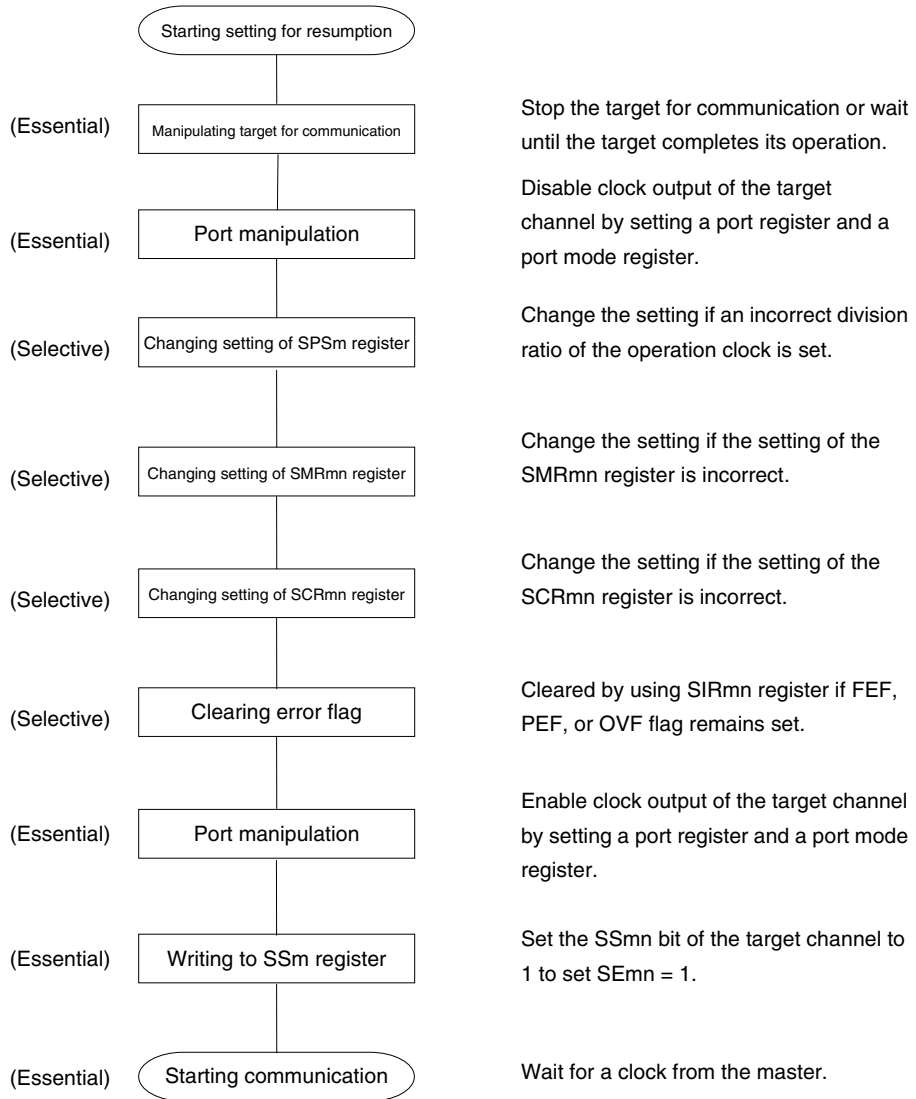 Starting setting for resumption
(Essential)
Manipulating target for communication
Stop the target for communication or wait
until the target completes its operation.
(Essential)
Port manipulation
Disable clock output of the target
channel by setting a port register and a
port mode register.
(Selective)
Changing setting of SPSm register
Change the setting if an incorrect division
ratio of the operation clock is set.
(Selective)
Changing setting of SMRmn register
Change the setting if the setting of the
SMRmn register is incorrect.
(Selective)
Changing setting of SCRmn register
Change the setting if the setting of the
SCRmn register is incorrect.
(Selective)
Clearing error flag
Cleared by using SIRmn register if FEF,
PEF, or OVF flag remains set.
(Essential)
Port manipulation
Enable clock output of the target channel
by setting a port register and a port mode
register.
(Essential)
Writing to SSm register
Set the SSmn bit of the target channel to
1 to set SEmn = 1.
(Essential)
Starting communication
Wait for a clock from the master.